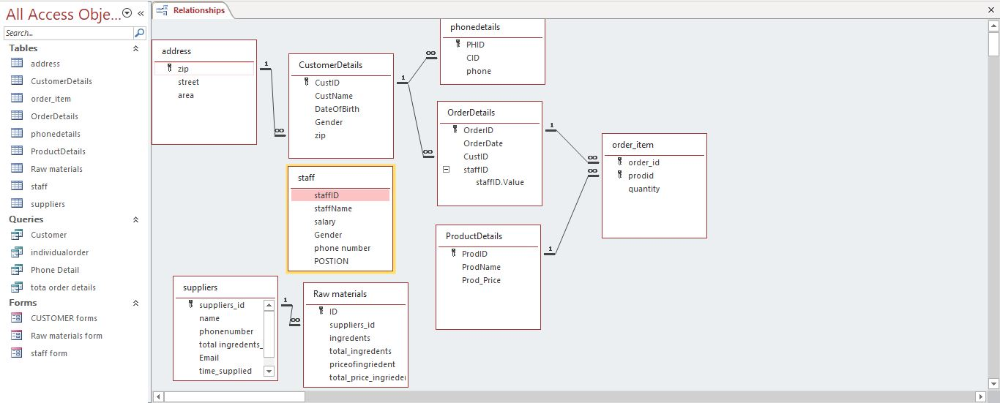 All Access Obje...
Search...
Tables
address
CustomerDetails
order_item
OrderDetails
phonedetails
ProductDetails
Raw materials
staff
suppliers
Queries
Customer
individualorder
Phone Detail
tota order details
Forms
CUSTOMER forms
Raw materials form
staff form
Relationships
address
zip
street
area
1
∞
CustomerDetails
CustID
CustName
DateOfBirth
Gender
zip
1
∞
∞
phonedetails
PHID
CID
phone
OrderDetails
OrderID
OrderDate
CustID
staffID
staffID.Value
1
∞
∞
order_item
order_id
prodid
quantity
staff
staffID
staffName
salary
Gender
phone number
POSTION
ProductDetails
ProdID
ProdName
Prod_Price
1
suppliers
suppliers_id
name
phonenumber
total ingredents_
Email
time_supplied
1
∞
Raw materials
ID
suppliers_id
ingredents
total_ingredents
priceofingriedent
total_price_ingrieder